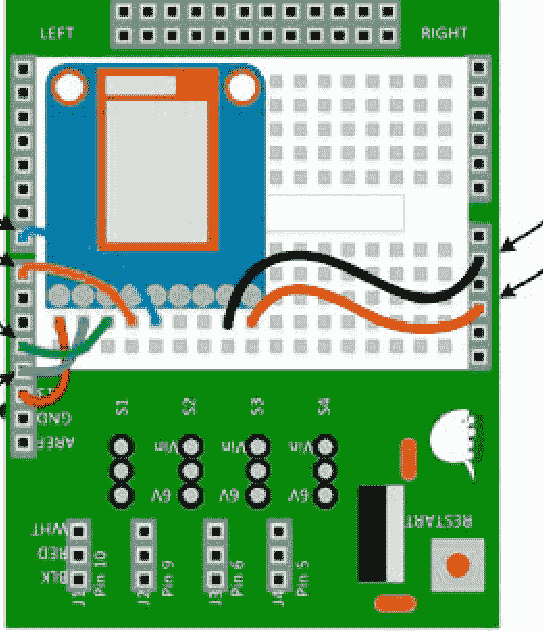 LEFT
RIGHT
GND
AREF
S1
S2
S3
S4
Vin
Vin
Vin
6V
6V
6V
RESTART
WHT
RED
BLK
Pin 10
Pin 9
Pin 6
Pin 5
J2
J3
J4